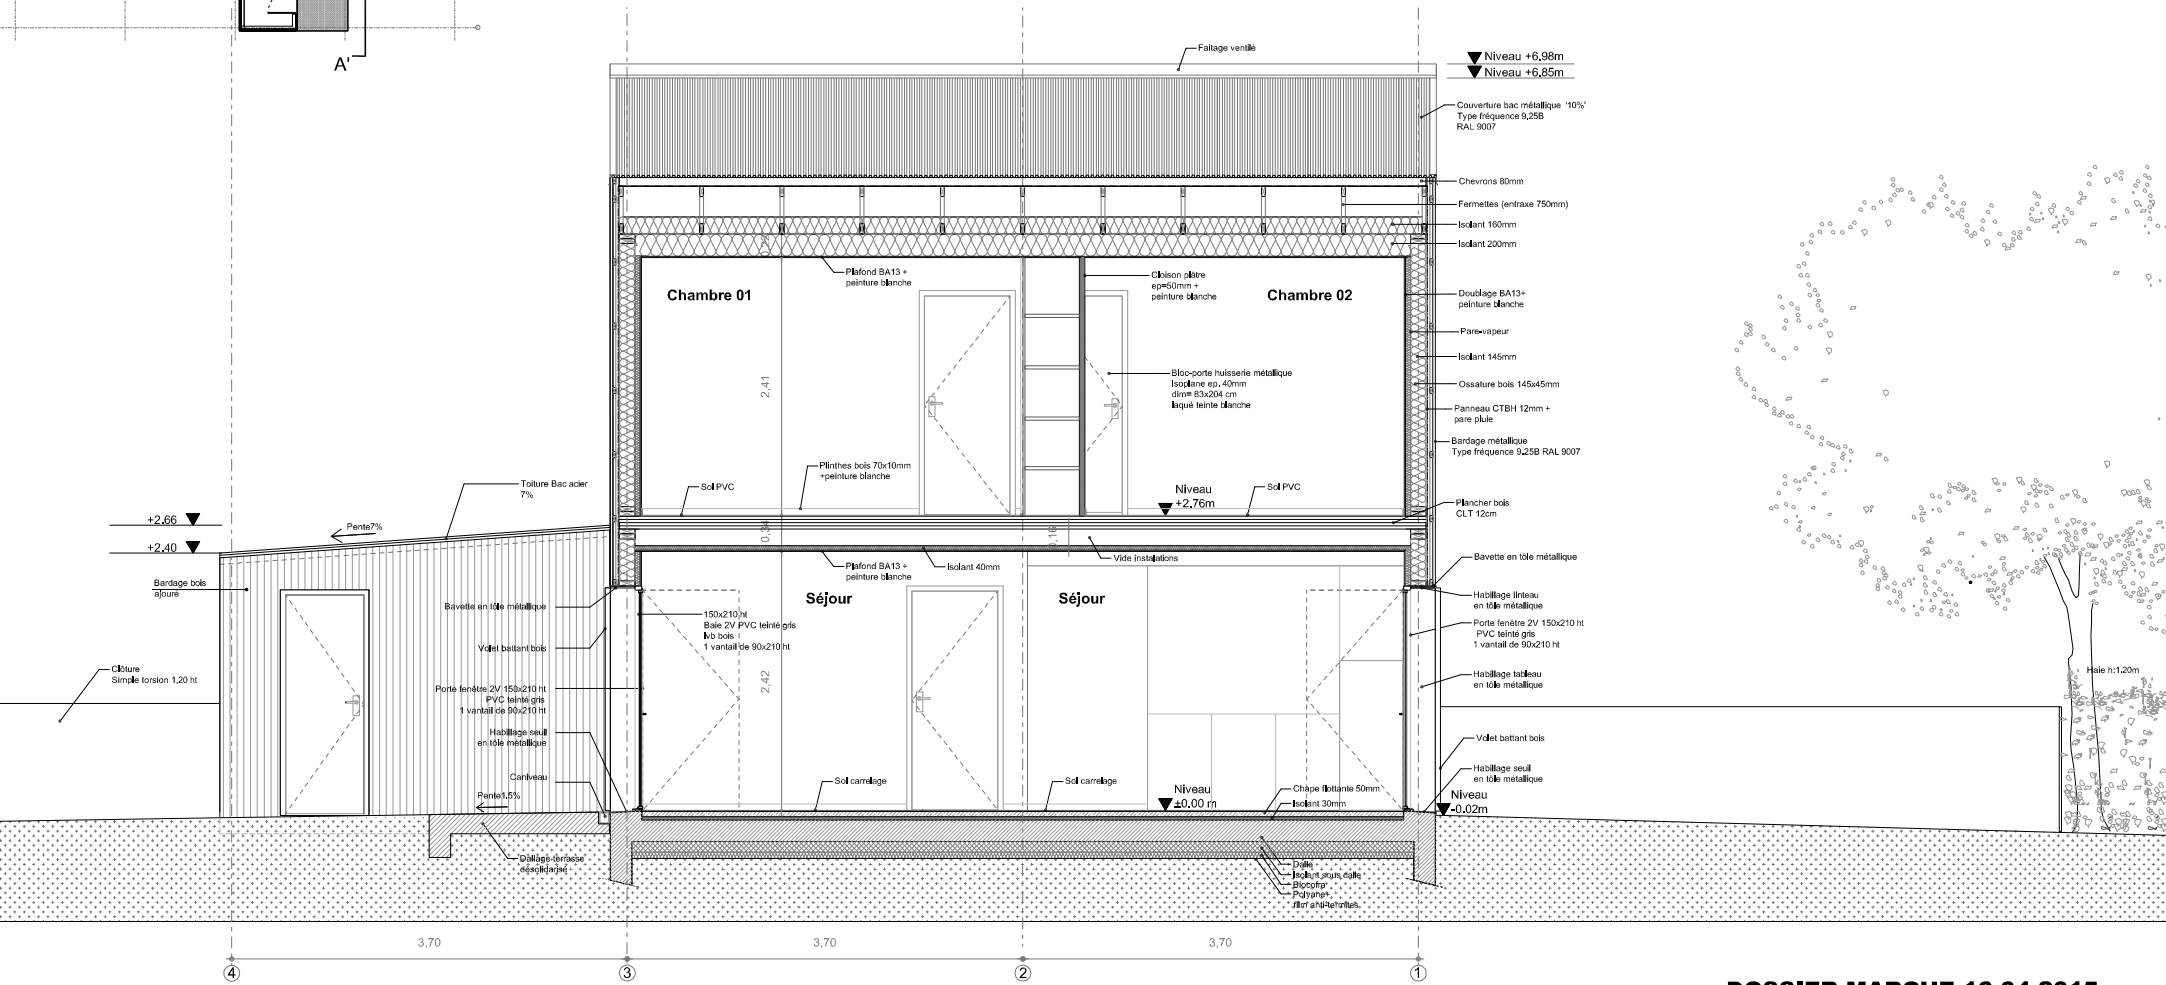 A'
Faîtage ventilé
Niveau +6.98m
Niveau +6.85m
Couverture bac métallique '10%'
Type fréquence 9.25B
RAL 9007
Chevrons 80mm
Fermettes (entraxe 750mm)
Isolant 160mm
Isolant 200mm
0,22
Plafond BA13 +
peinture blanche
Cloison plâtre
ep=50mm +
peinture blanche
Chambre 01
Chambre 02
Doublage BA13+
peinture blanche
Pare-vapeur
Isolant 145mm
2,41
Bloc-porte huisserie métallique
Isoplane ep. 40mm
dim= 83x204 cm
laqué teinte blanche
Ossature bois 145x45mm
Panneau CTBH 12mm +
pare pluie
Bardage métallique
Type fréquence 9.25B RAL 9007
Plinthes bois 70x10mm
+peinture blanche
Toiture Bac acier
7%
Sol PVC
Niveau
+2.76m
Sol PVC
Plancher bois
CLT 12cm
+2.66
Pente7%
0,34
0,16
+2.40
Vide installations
Bavette en tôle métallique
Plafond BA13 +
peinture blanche
Isolant 40mm
Bardage bois
ajouré
Séjour
Séjour
Bavette en tôle métallique
Habillage linteau
en tôle métallique
150x210 ht
Baie 2V PVC teinté gris
lvb bois
1 vantail de 90x210 ht
Porte fenêtre 2V 150x210 ht
PVC teinté gris
1 vantail de 90x210 ht
Volet battant bois
Clôture
Simple torsion 1,20 ht
2,42
Haie h:1.20m
Habillage tableau
en tôle métallique
Porte fenêtre 2V 150x210 ht
PVC teinté gris
1 vantail de 90x210 ht
Habillage seuil
en tôle métallique
Volet battant bois
Caniveau
Sol carrelage
Sol carrelage
Habillage seuil
en tôle métallique
Pente1.5%
Niveau
±0.00 m
Chape flottante 50mm
Isolant 30mm
Niveau
-0.02m
Dallage terrasse
désolidarisé
Dalle
Isolant sous dalle
Biocofra
Polyane+
film anti-termites
3,70
3,70
3,70
4
3
2
1
DOSSIER MARCHE 10 04 2015